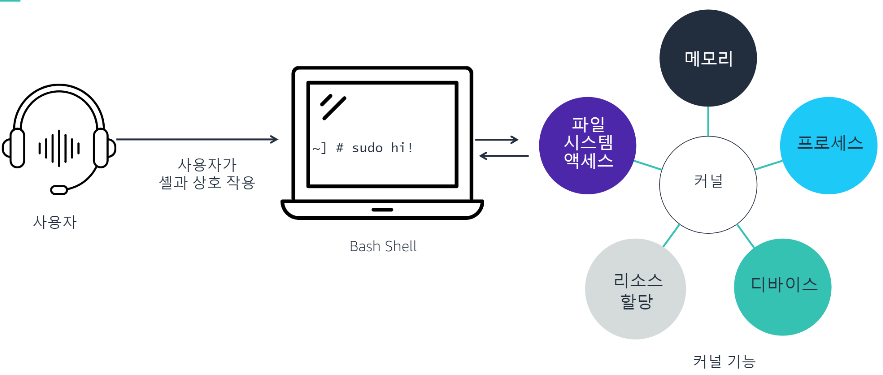 사용자
사용자가
셸과 상호 작용
~] # sudo hi!
Bash Shell
메모리
파일
시스템
액세스
프로세스
커널
리소스
할당
디바이스
커널 기능